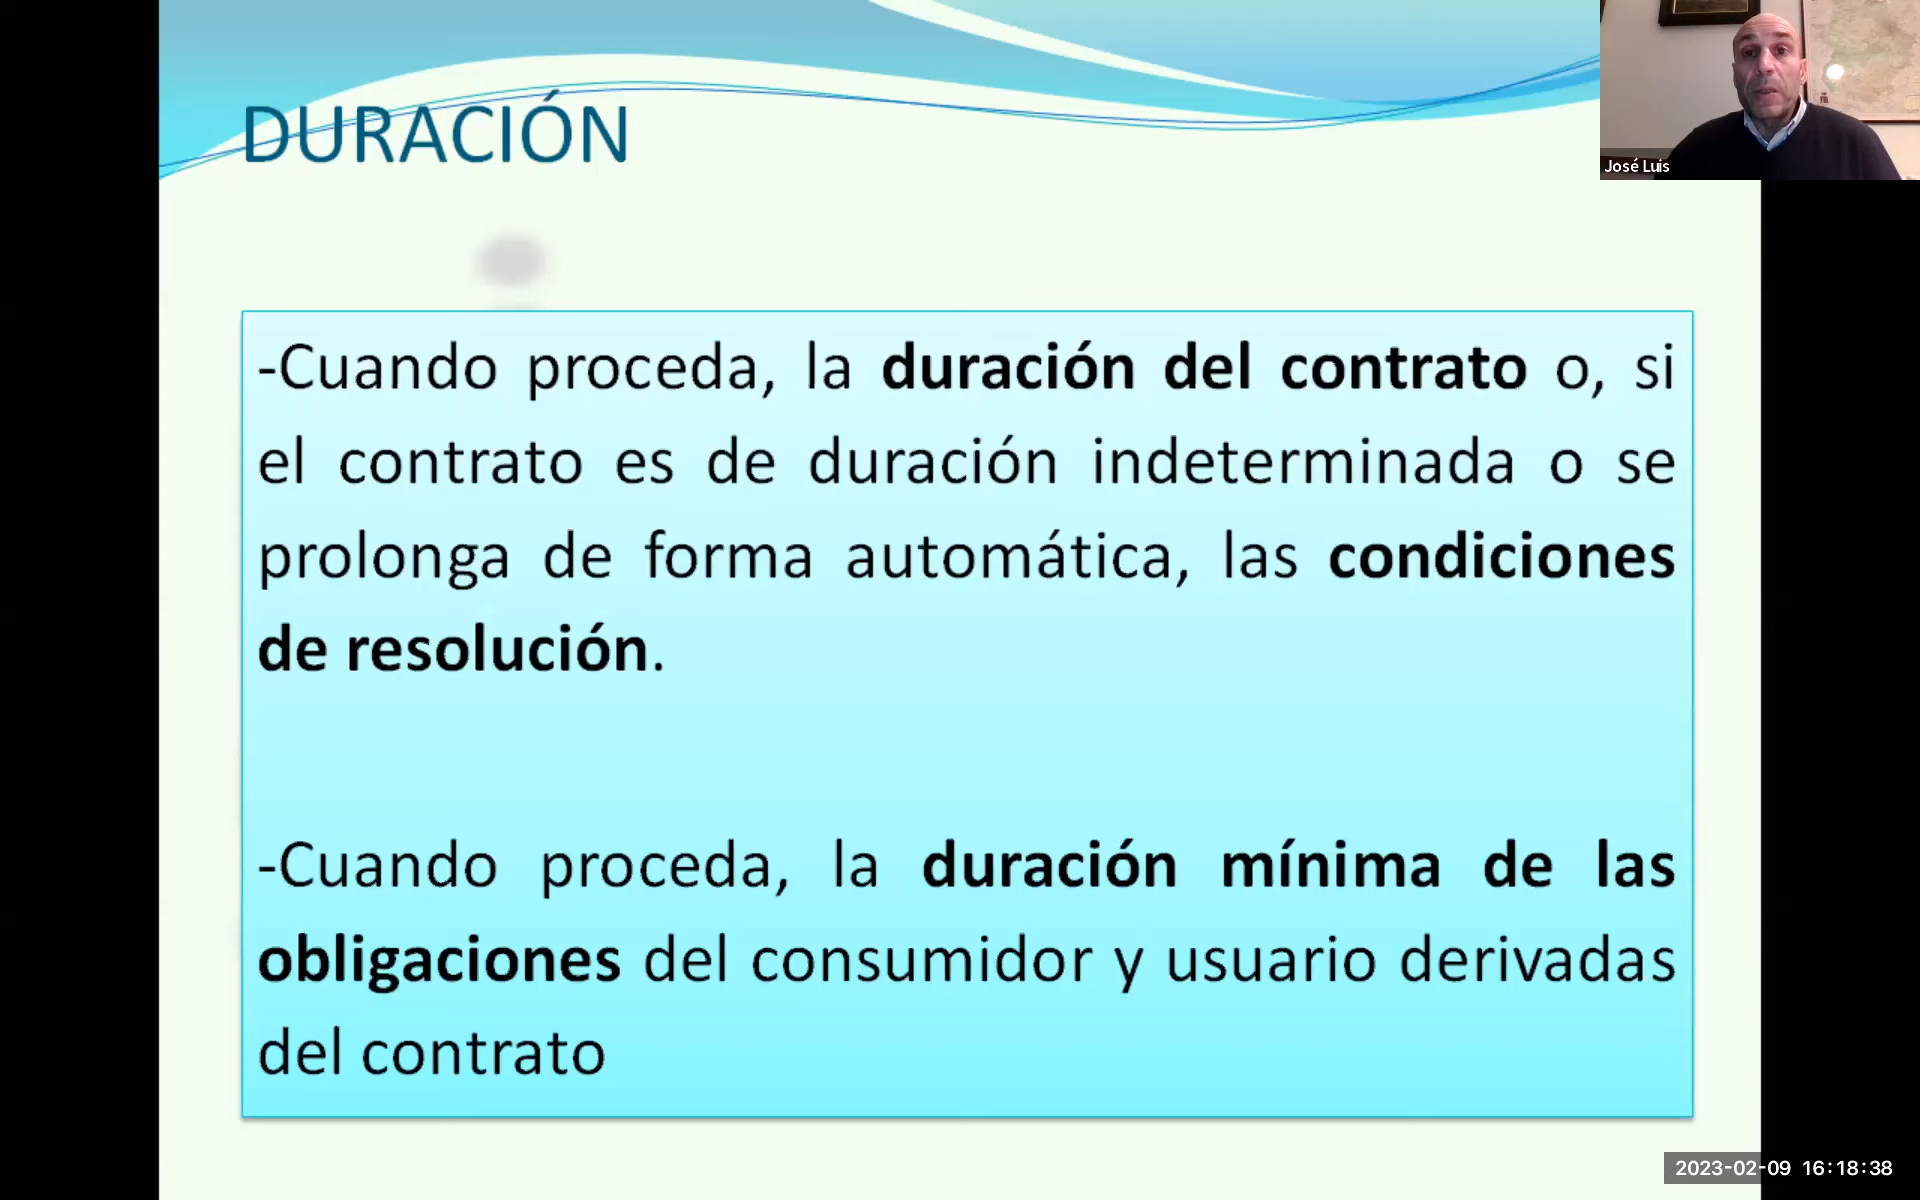 DURACIÓN
José Luis
-Cuando proceda, la duración del contrato o, si
el contrato es de duración indeterminada o se
prolonga de forma automática, las condiciones
de resolución.
-Cuando proceda, la duración mínima de las
obligaciones del consumidor y usuario derivadas
del contrato
2023-02-09 16:18:38